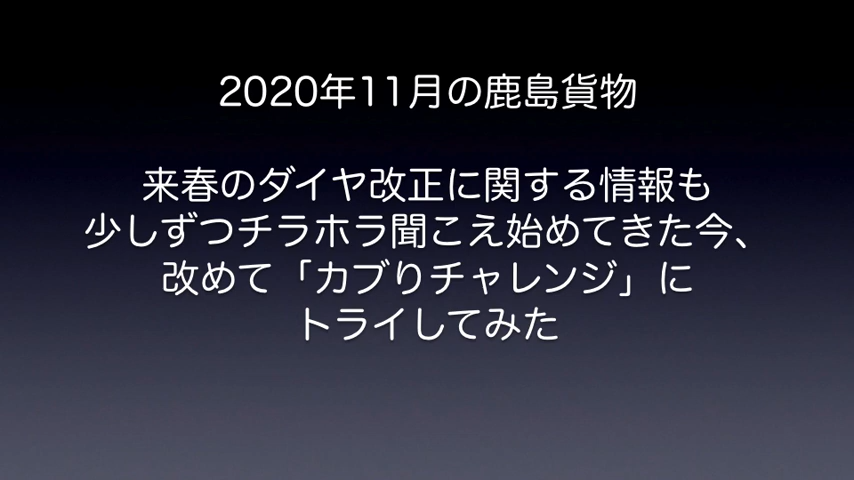 2020年11月の鹿島貨物
来春のダイヤ改正に関する情報も
少しずつチラホラ聞こえ始めてきた今、
改めて「カブりチャレンジ」に
トライしてみた